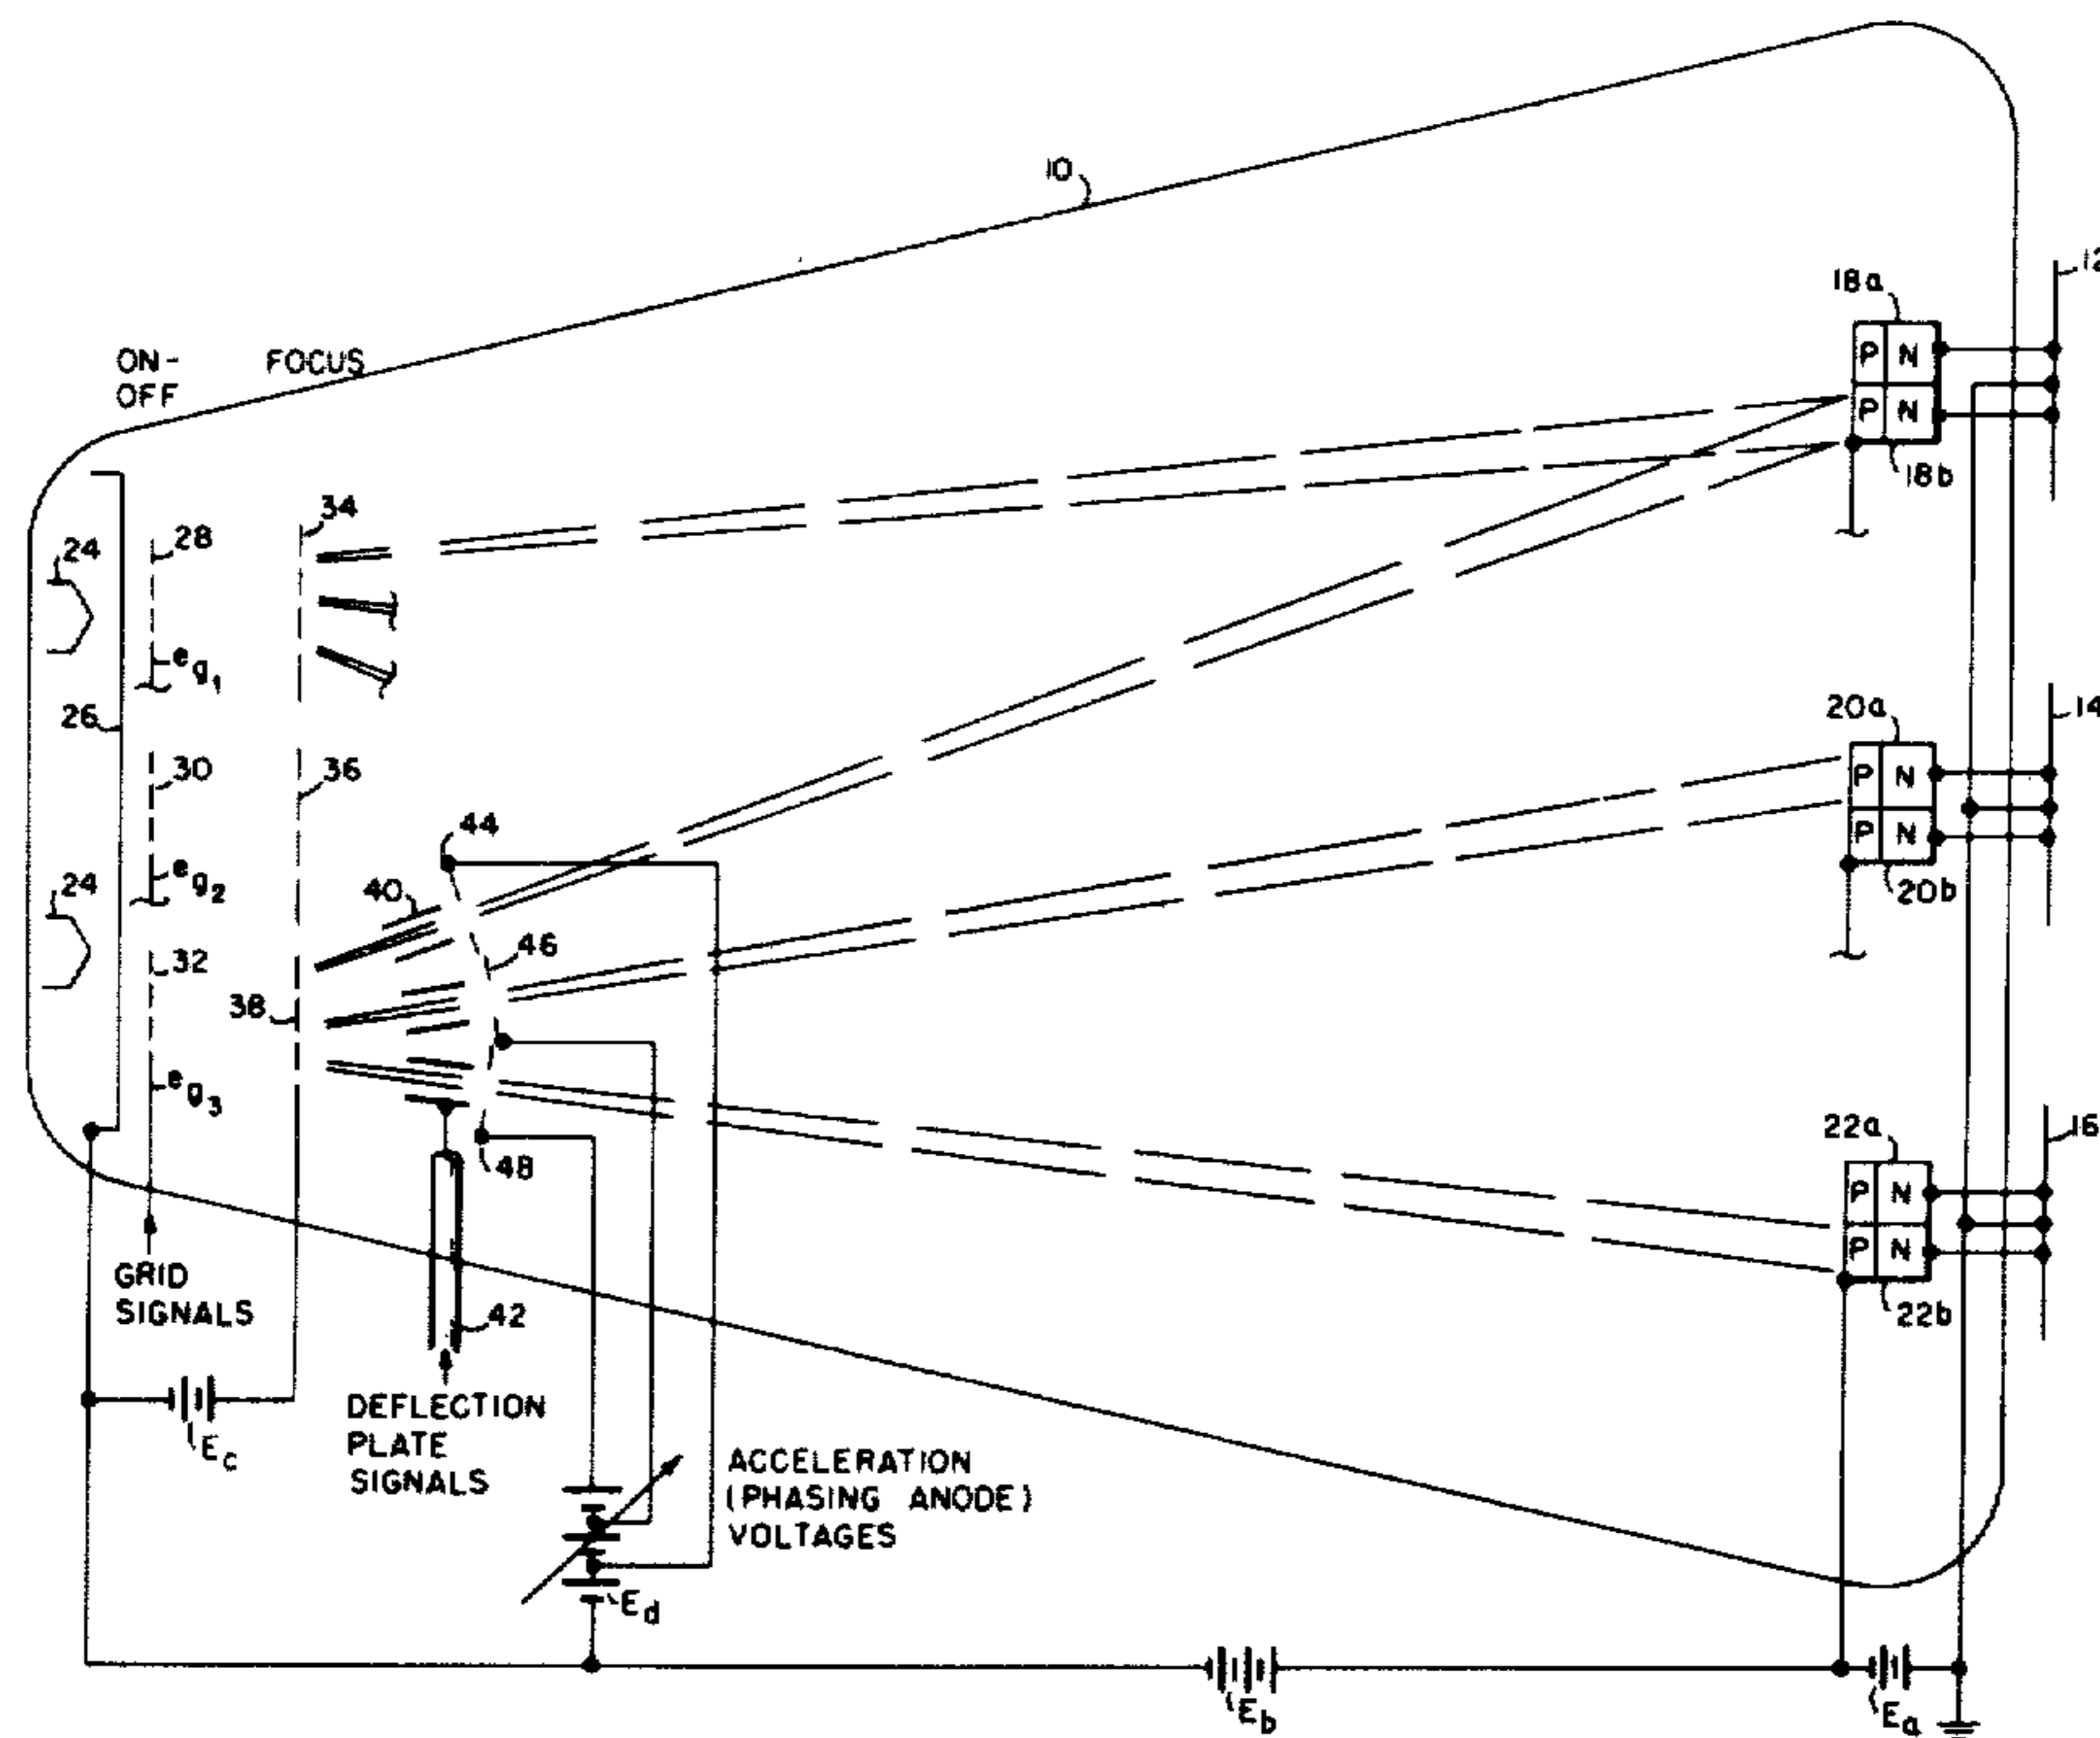 10
12
18a
P N
P N
18b
ON-
OFF
FOCUS
34
28
24
eg1
26
30
36
14
20a
P N
P N
20b
44
eg2
24
40
46
32
38
eg3
16
22a
P N
P N
22b
48
GRID
SIGNALS
42
DEFLECTION
PLATE
SIGNALS
Ec
ACCELERATION
(PHASING ANODE)
VOLTAGES
Ed
Eb
Ea